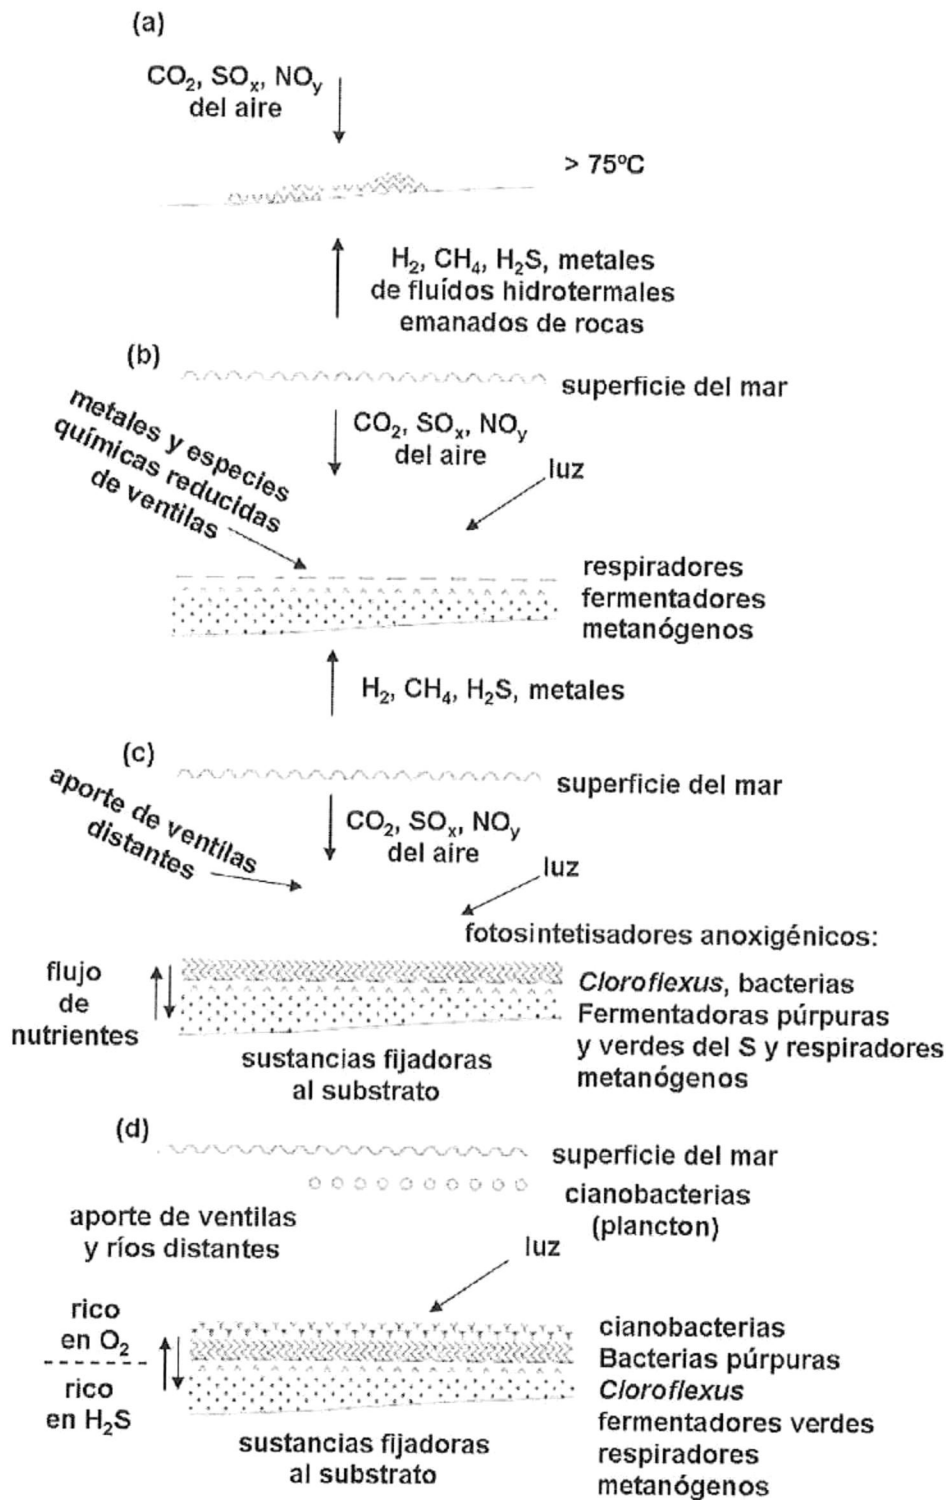 (a)
CO₂, SOₓ, NOᵧ
del aire
> 75ºC
H₂, CH₄, H₂S, metales
de fluídos hidrotermales
emanados de rocas
(b)
superficie del mar
metales y especies
químicas reducidas
de ventilas
CO₂, SOₓ, NOᵧ
del aire
luz
respiradores
fermentadores
metanógenos
H₂, CH₄, H₂S, metales
(c)
superficie del mar
aporte de ventilas
distantes
CO₂, SOₓ, NOᵧ
del aire
luz
fotosintetisadores anoxigénicos:
flujo
de
nutrientes
Cloroflexus, bacterias
Fermentadoras púrpuras
y verdes del S y respiradores
metanógenos
sustancias fijadoras
al substrato
(d)
superficie del mar
cianobacterias
(plancton)
aporte de ventilas
y ríos distantes
luz
rico
en O₂
rico
en H₂S
cianobacterias
Bacterias púrpuras
Cloroflexus
fermentadores verdes
respiradores
metanógenos
sustancias fijadoras
al substrato